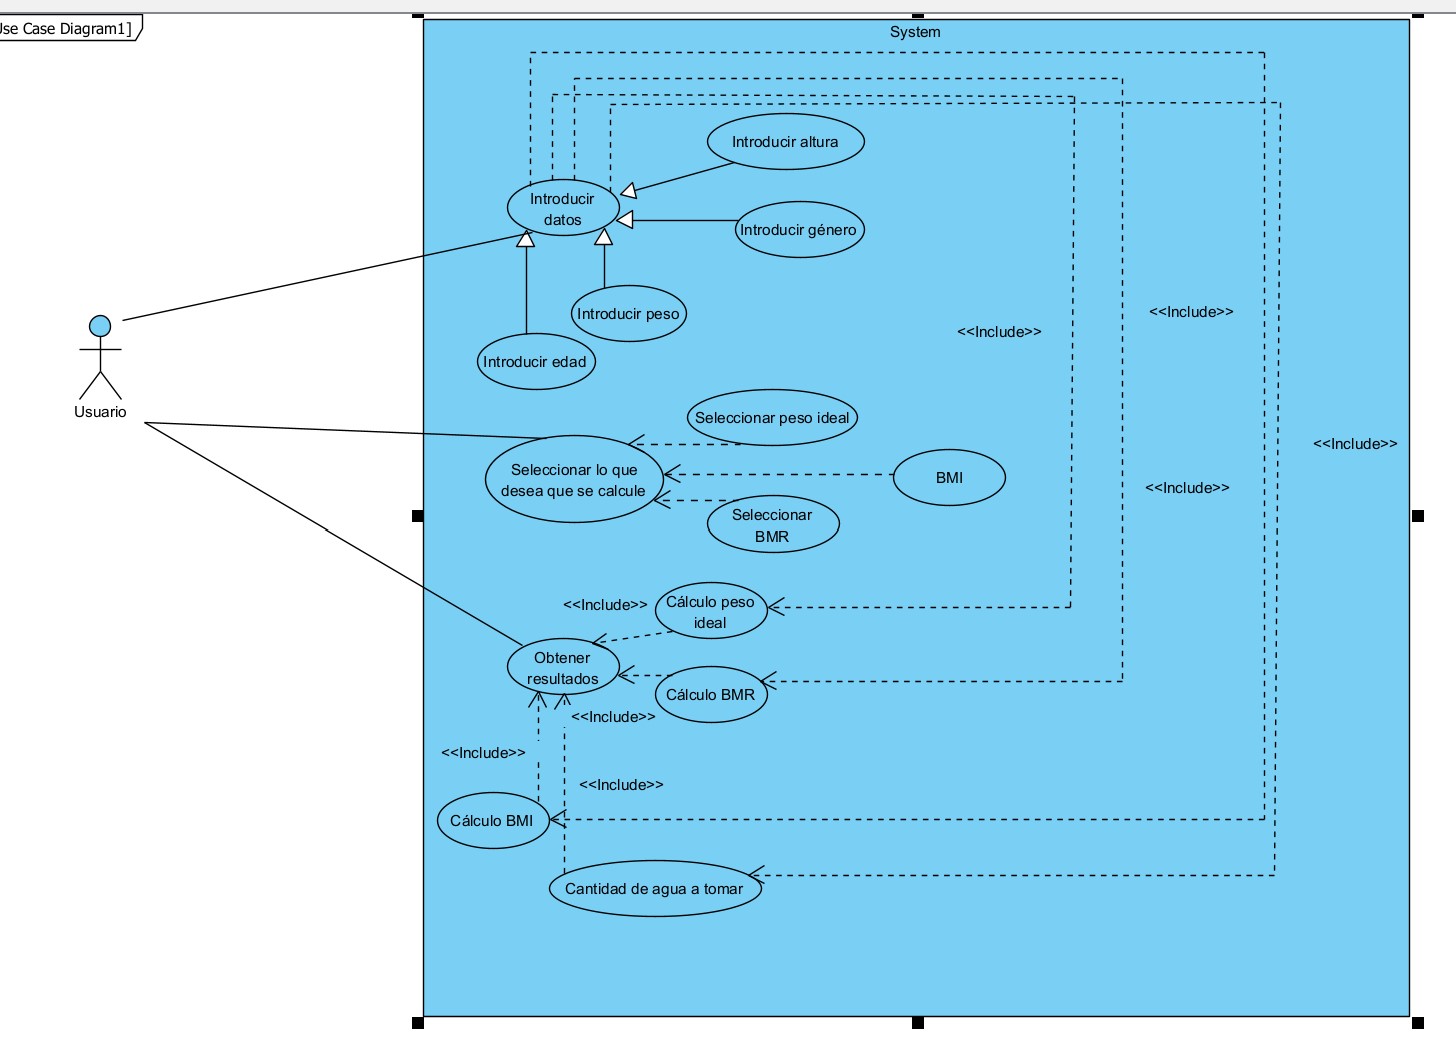 Use Case Diagram1]
System
Introducir altura
Introducir
datos
Introducir género
Introducir peso
Introducir edad
Usuario
<<Include>>
<<Include>>
<<Include>>
<<Include>>
Seleccionar peso ideal
Seleccionar lo que
desea que se calcule
BMI
Seleccionar
BMR
<<Include>>
Cálculo peso
ideal
Obtener
resultados
Cálculo BMR
<<Include>>
<<Include>>
<<Include>>
Cálculo BMI
Cantidad de agua a tomar